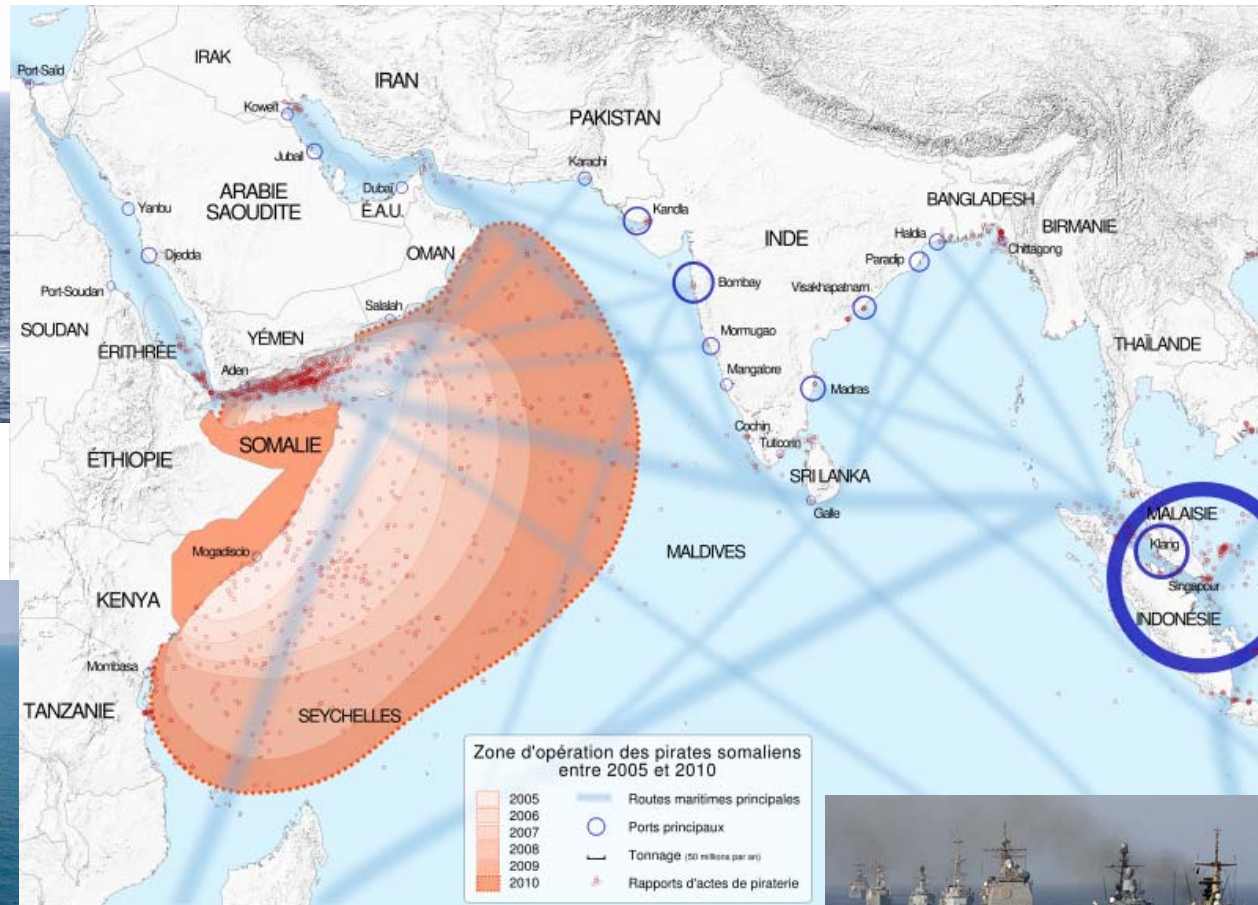 Port-Saïd
IRAK
IRAN
Koweït
PAKISTAN
Jubail
Karachi
ARABIE
SAOUDITE
Dubaï
É.A.U.
Yanbu
Kandla
BANGLADESH
BIRMANIE
OMAN
INDE
Haldia
Chittagong
Djedda
Paradip
Port-Soudan
Bombay
Visakhapatnam
Salalah
SOUDAN
YÉMEN
Mormugao
THAÏLANDE
ÉRITHRÉE
Aden
Mangalore
Madras
Cochin
Tuticorin
SOMALIE
ÉTHIOPIE
SRI LANKA
Galle
MALAISIE
Klang
Mogadiscio
MALDIVES
Singapour
KENYA
INDONÉSIE
Mombasa
TANZANIE
SEYCHELLES
Zone d'opération des pirates somaliens
entre 2005 et 2010
2005
2006
2007
2008
2009
2010
Routes maritimes principales
Ports principaux
Tonnage (50 millions par an)
Rapports d'actes de piraterie